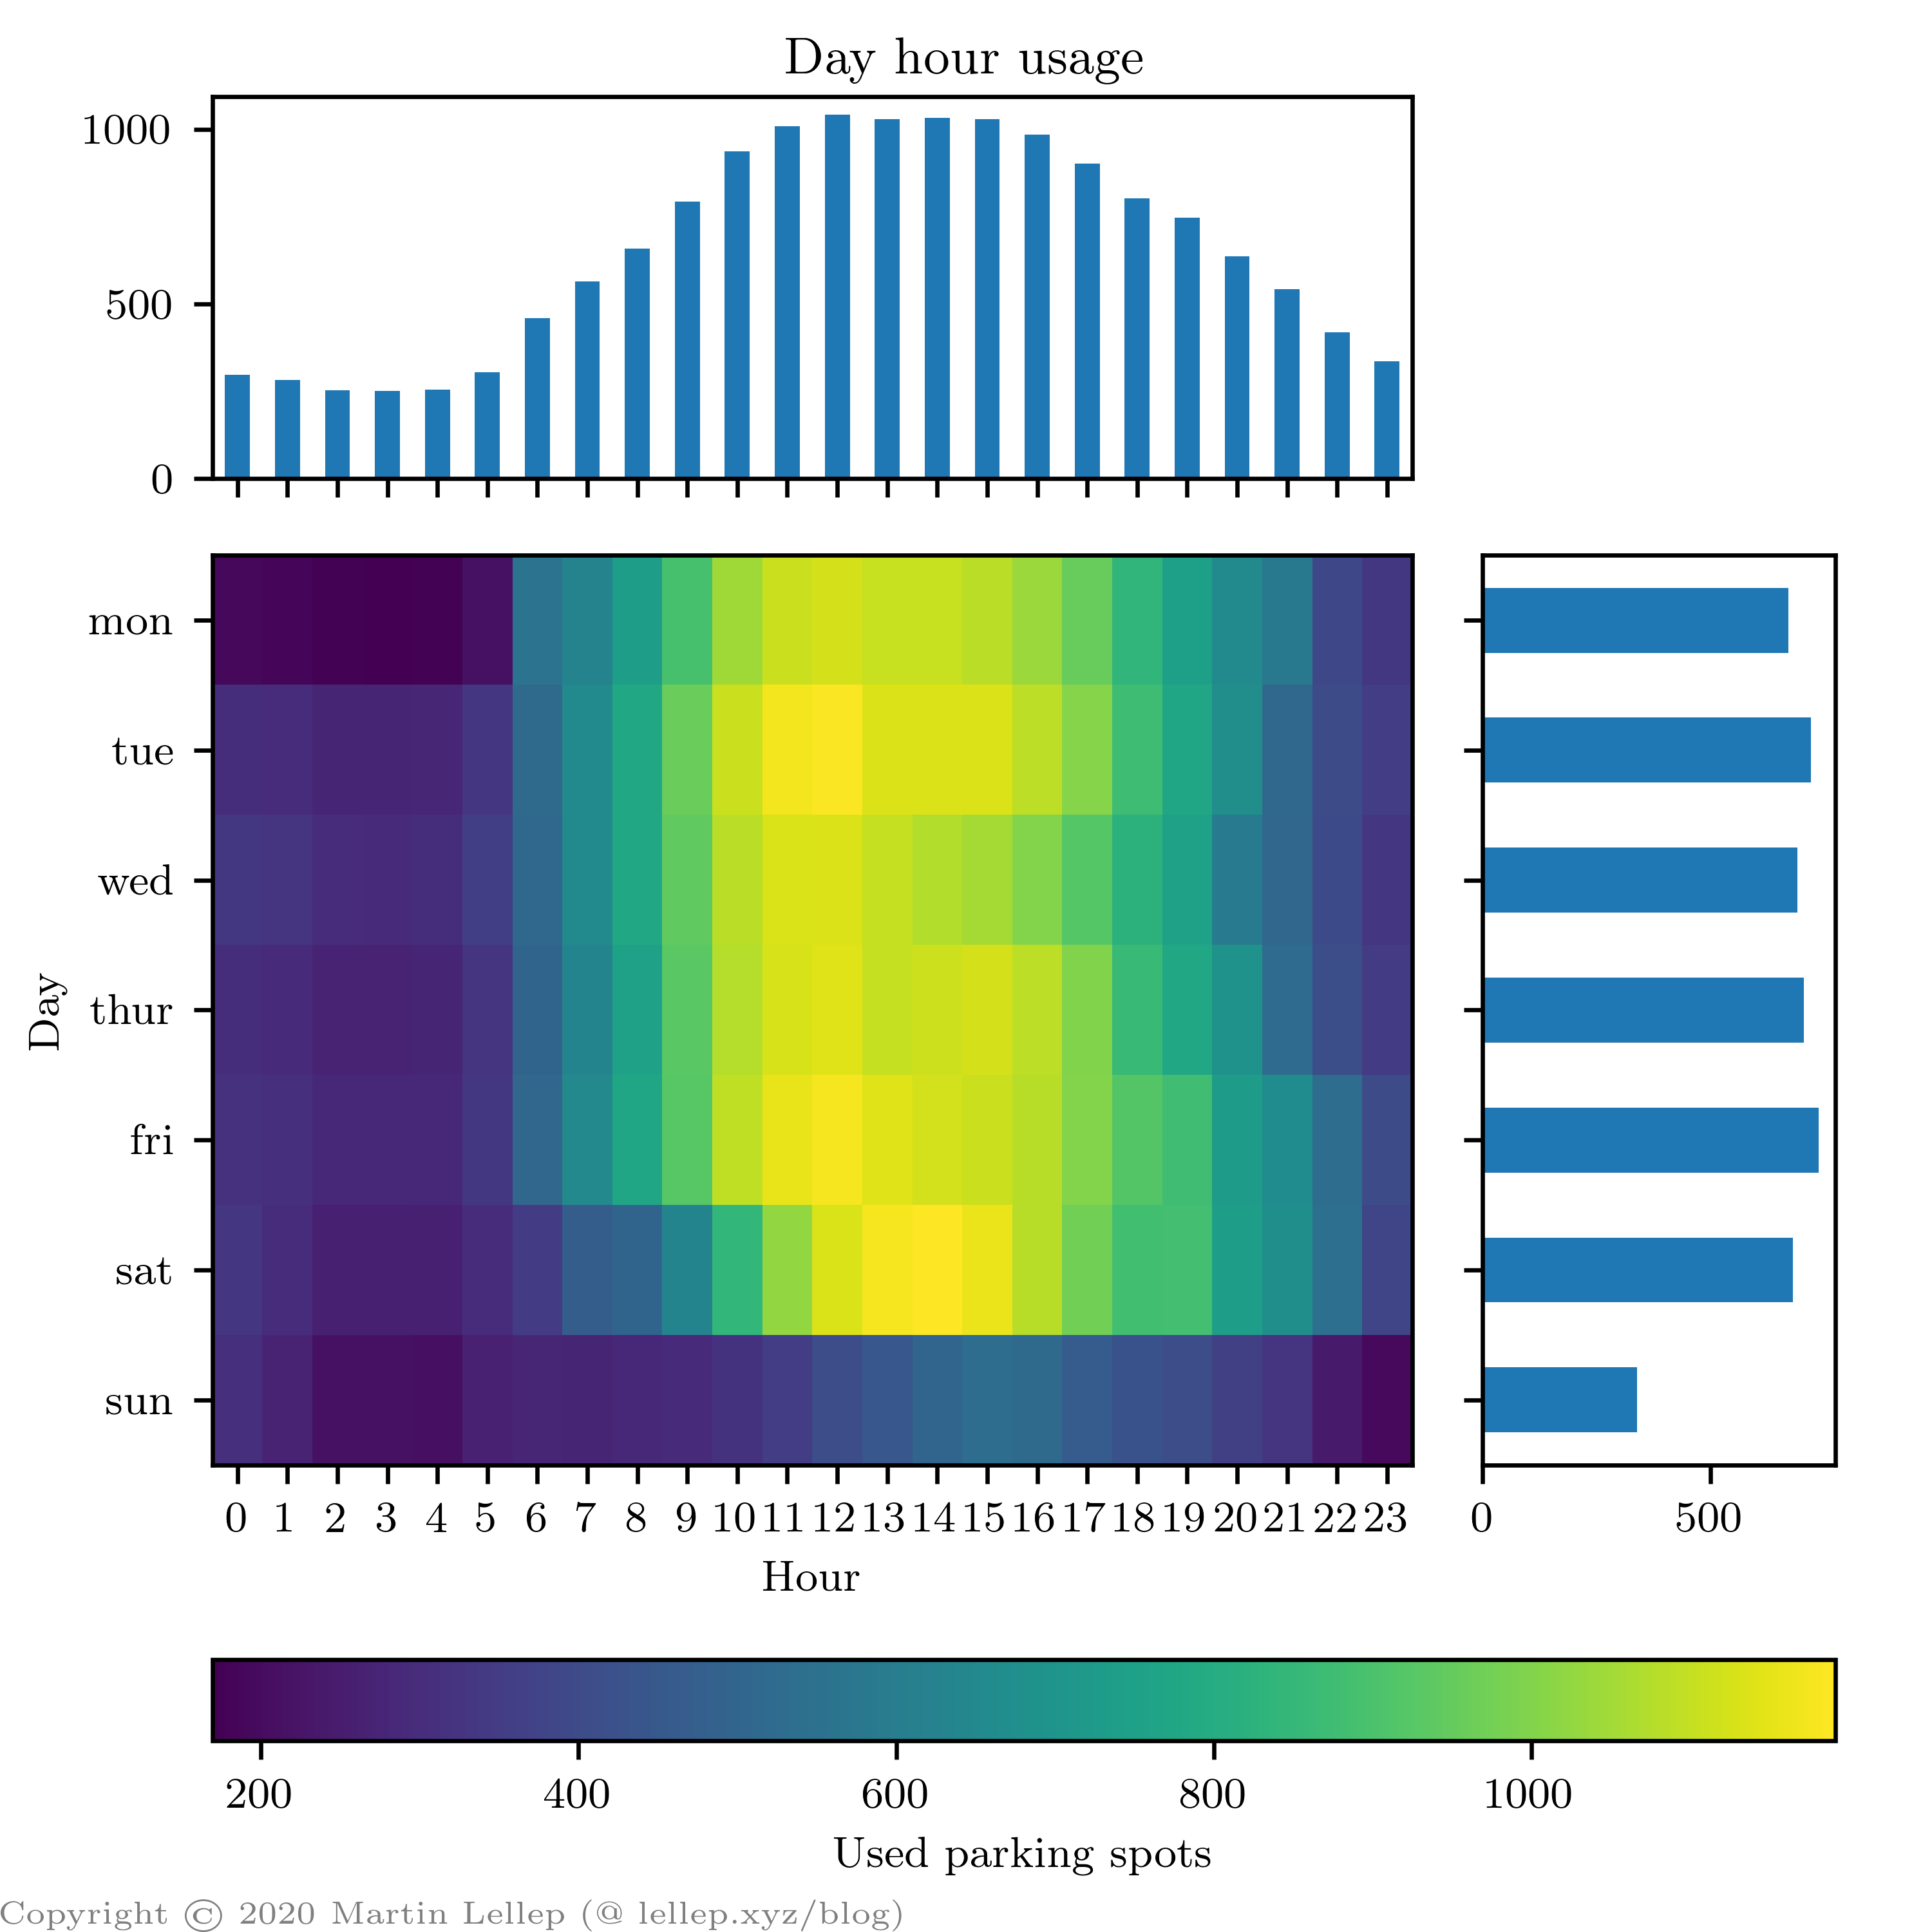 Day hour usage
1000
500
0
mon
tue
wed
thur
fri
sat
sun
Day
0 1 2 3 4 5 6 7 8 9 10 11 12 13 14 15 16 17 18 19 20 21 22 23
Hour
0 500
200 400 600 800 1000
Used parking spots
Copyright © 2020 Martin Lellep (@ lellep.xyz/blog)